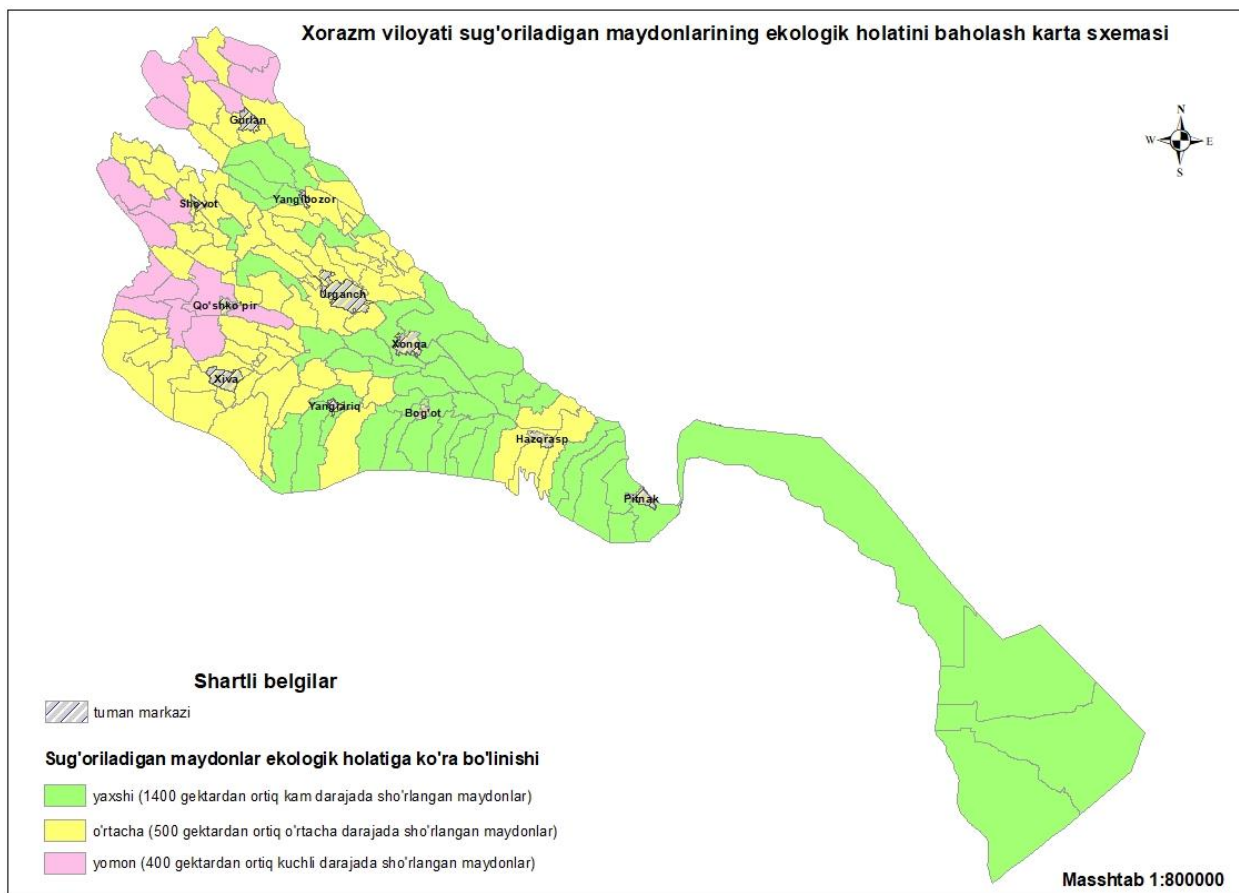 Xorazm viloyati sug'oriladigan maydonlarining ekologik holatini baholash karta sxemasi
N
W E
S
Gurlan
Yangibozor
Shovot
Urganch
Qo'shko'pir
Xonqa
Xiva
Yangiariq
Bog'ot
Hazorasp
Pitnak
Shartli belgilar
tuman markazi
Sug'oriladigan maydonlar ekologik holatiga ko'ra bo'linishi
yaxshi (1400 gektardan ortiq kam darajada sho'rlangan maydonlar)
o'rtacha (500 gektardan ortiq o'rtacha darajada sho'rlangan maydonlar)
yomon (400 gektardan ortiq kuchli darajada sho'rlangan maydonlar)
Masshtab 1:800000